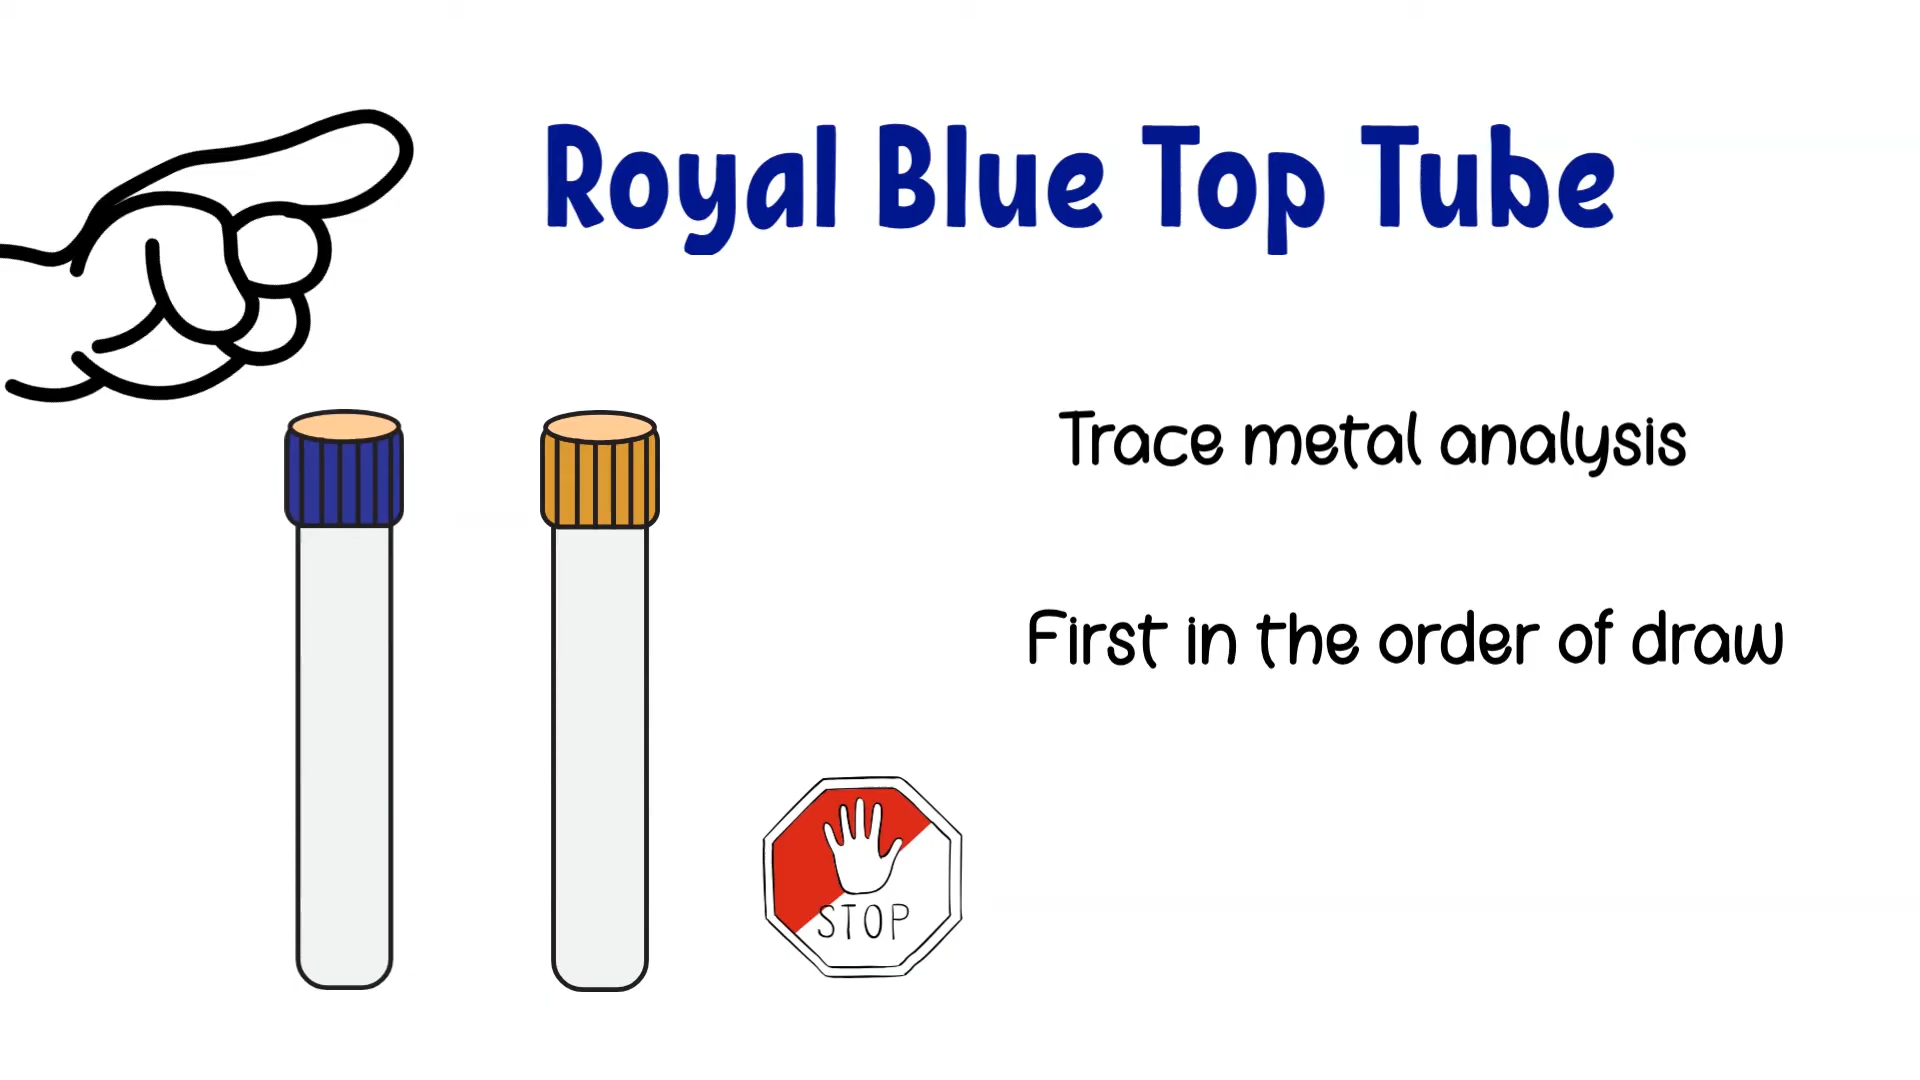 Royal Blue Top Tube
Trace metal analysis
First in the order of draw
STOP